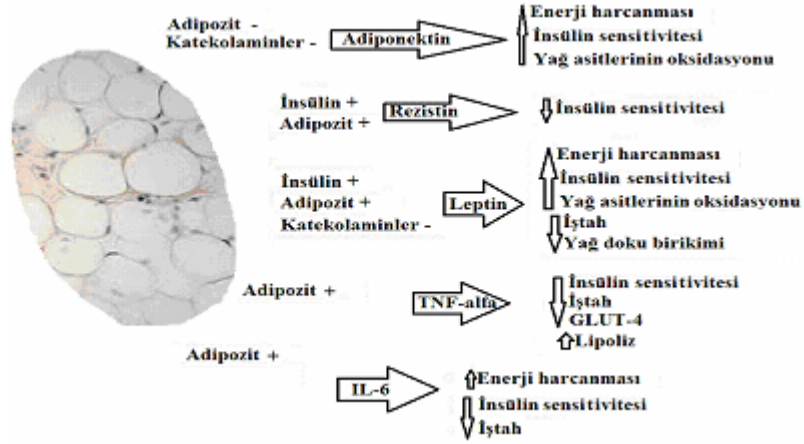 Adipozit -
Katekolaminler -
Adiponektin
Enerji harcanması
İnsülin sensitivitesi
Yağ asitlerinin oksidasyonu
İnsülin +
Adipozit +
Rezistin
İnsülin sensitivitesi
İnsülin +
Adipozit +
Katekolaminler -
Leptin
Enerji harcanması
İnsülin sensitivitesi
Yağ asitlerinin oksidasyonu
İştah
Yağ doku birikimi
Adipozit +
TNF-alfa
İnsülin sensitivitesi
İştah
GLUT-4
Lipoliz
Adipozit +
IL-6
Enerji harcanması
İnsülin sensitivitesi
İştah